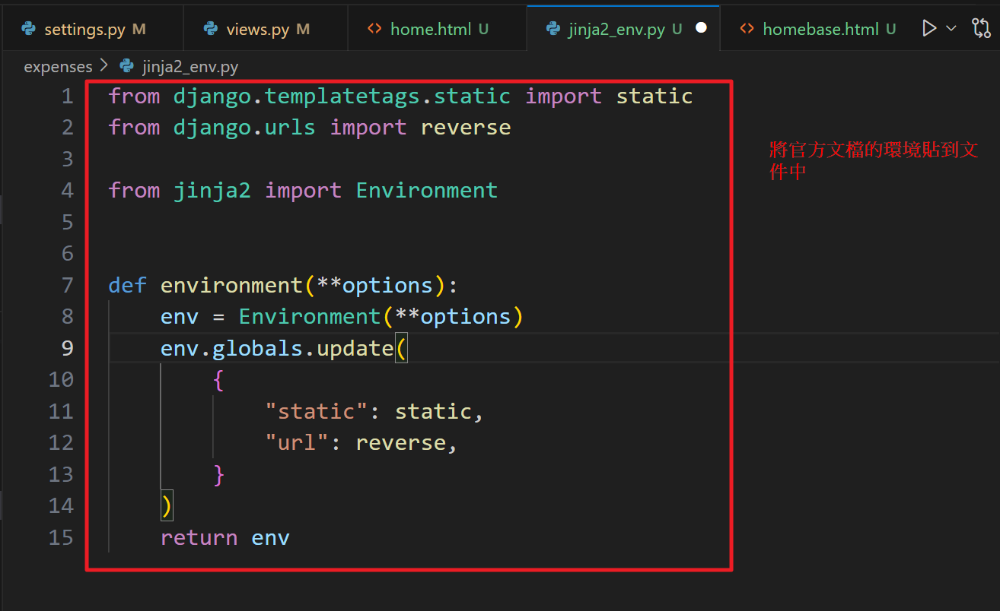 settings.py M views.py M home.html U jinja2_env.py U homebase.html U
expenses > jinja2_env.py
1 from django.templatetags.static import static
2 from django.urls import reverse
3
4 from jinja2 import Environment
5
6
7 def environment(**options):
8     env = Environment(**options)
9     env.globals.update(
10         {
11             "static": static,
12             "url": reverse,
13         }
14     )
15     return env
將官方文檔的環境貼到文
件中